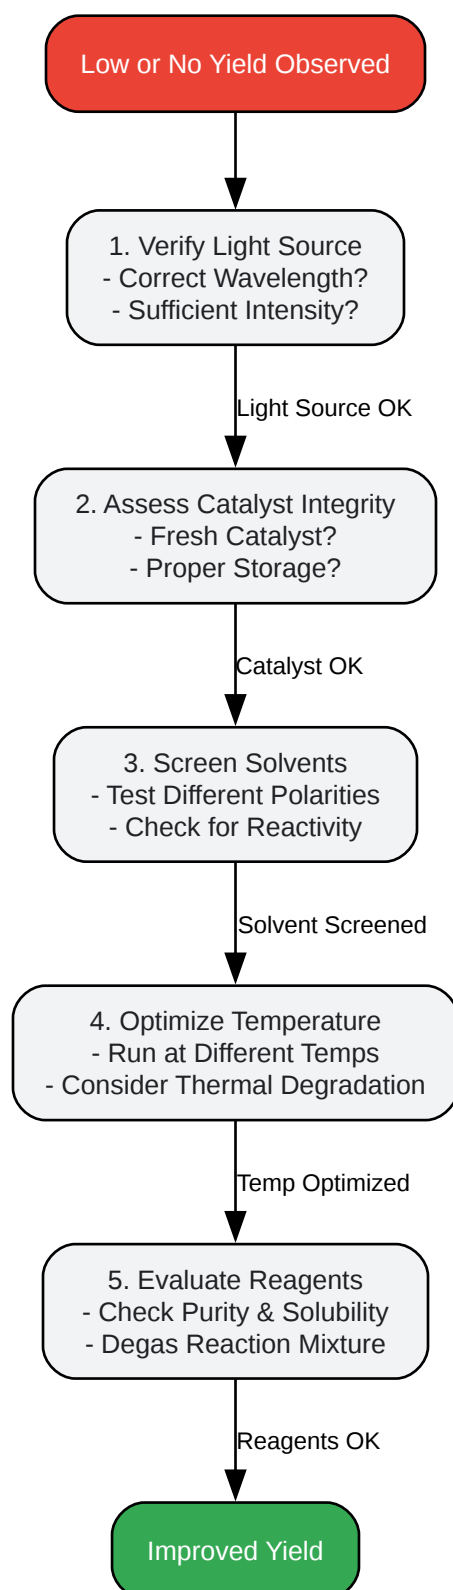 Low or No Yield Observed
1. Verify Light Source
- Correct Wavelength?
- Sufficient Intensity?
Light Source OK
2. Assess Catalyst Integrity
- Fresh Catalyst?
- Proper Storage?
Catalyst OK
3. Screen Solvents
- Test Different Polarities
- Check for Reactivity
Solvent Screened
4. Optimize Temperature
- Run at Different Temps
- Consider Thermal Degradation
Temp Optimized
5. Evaluate Reagents
- Check Purity & Solubility
- Degas Reaction Mixture
Reagents OK
Improved Yield